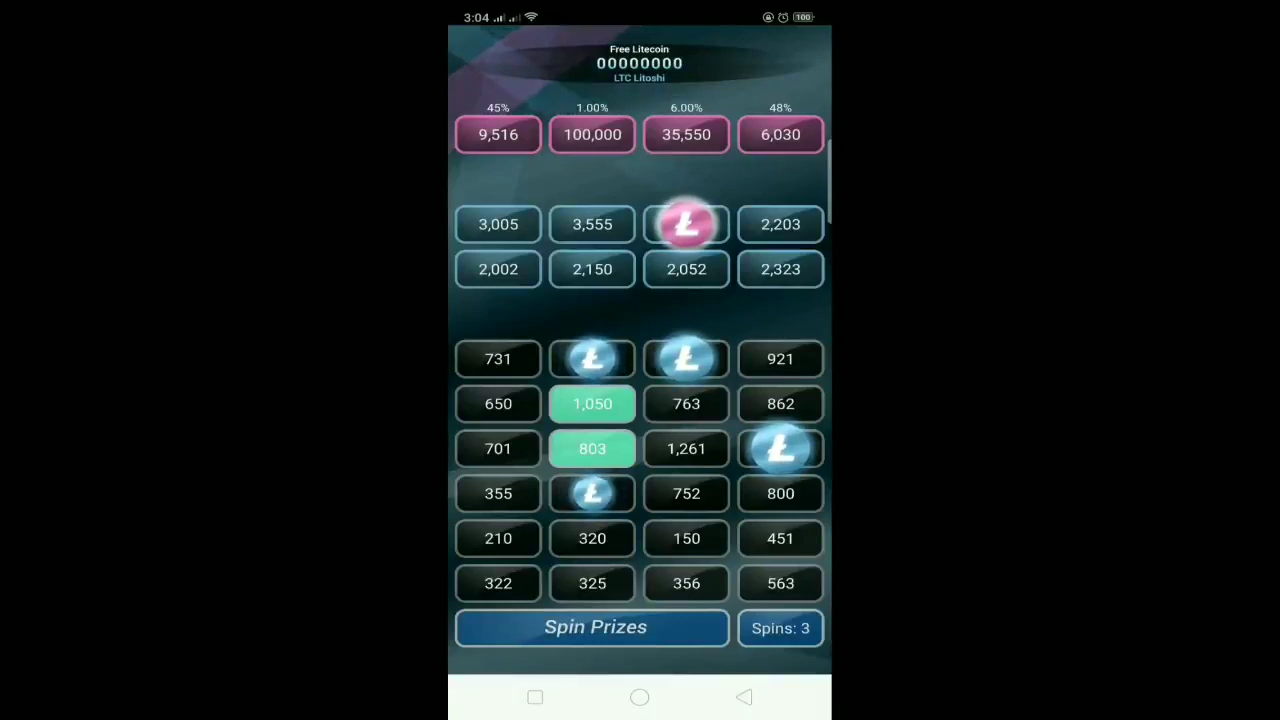 3:04 100
Free Litecoin
00000000
LTC Litoshi
45% 1.00% 6.00% 48%
9,516 100,000 35,550 6,030
3,005 3,555 Ł 2,203
2,002 2,150 2,052 2,323
731 Ł Ł 921
650 1,050 763 862
701 803 1,261 Ł
355 Ł 752 800
210 320 150 451
322 325 356 563
Spin Prizes Spins: 3